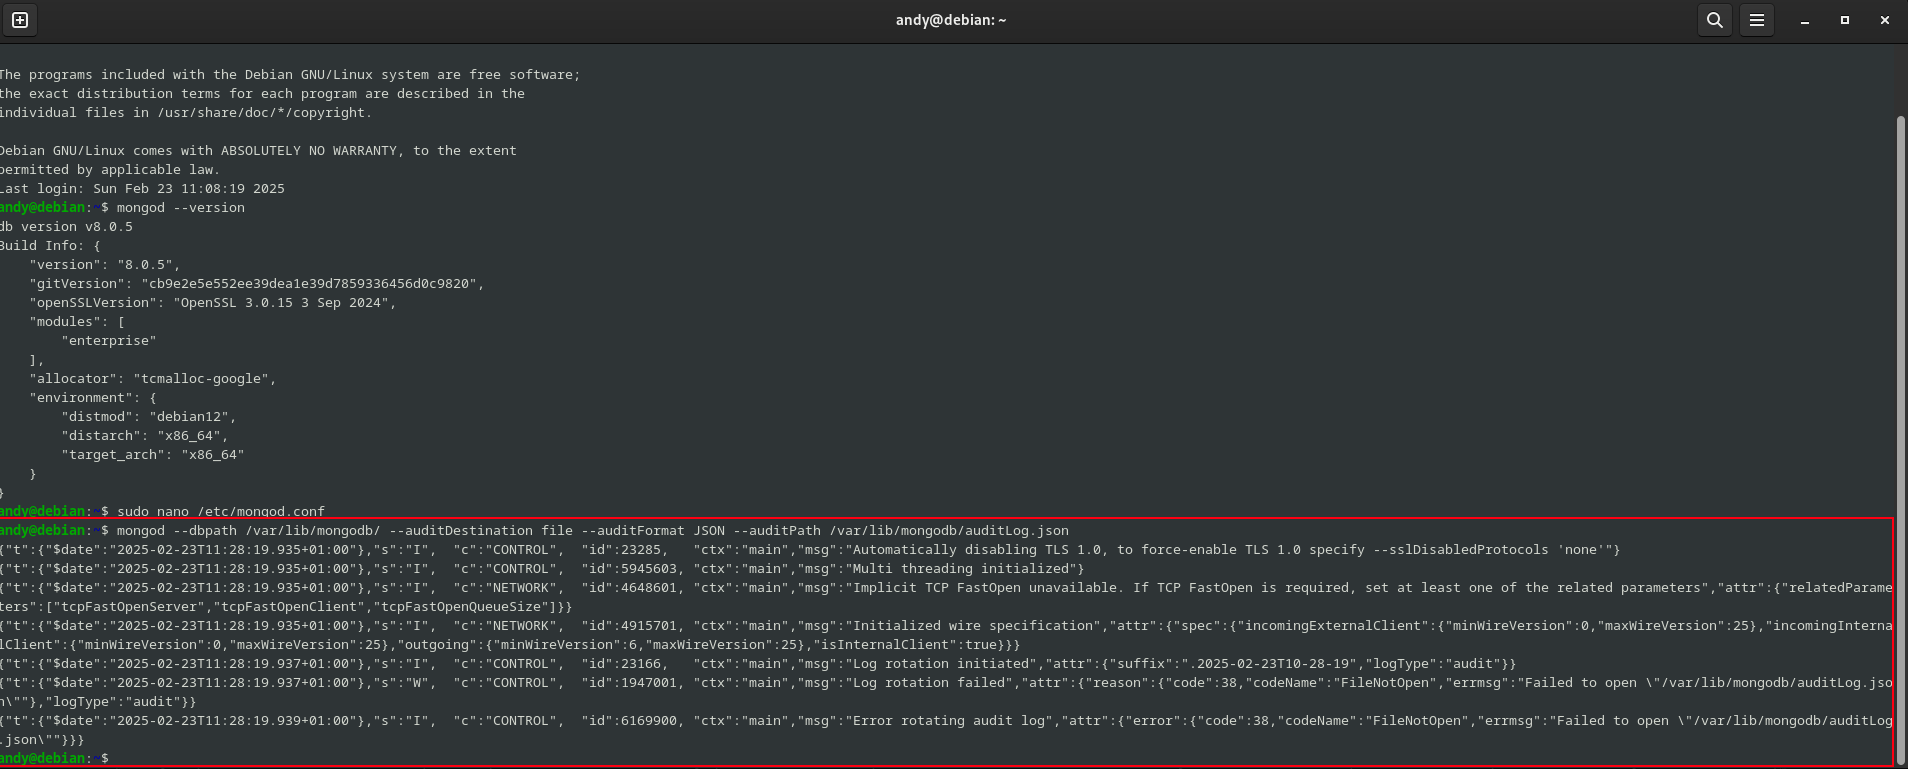 andy@debian: ~
The programs included with the Debian GNU/Linux system are free software;
the exact distribution terms for each program are described in the
individual files in /usr/share/doc/*/copyright.
Debian GNU/Linux comes with ABSOLUTELY NO WARRANTY, to the extent
permitted by applicable law.
Last login: Sun Feb 23 11:08:19 2025
andy@debian:~$ mongod --version
db version v8.0.5
Build Info: {
    "version": "8.0.5",
    "gitVersion": "cb9e2e5e552ee39dea1e39d7859336456d0c9820",
    "openSSLVersion": "OpenSSL 3.0.15 3 Sep 2024",
    "modules": [
        "enterprise"
    ],
    "allocator": "tcmalloc-google",
    "environment": {
        "distmod": "debian12",
        "distarch": "x86_64",
        "target_arch": "x86_64"
    }
}
andy@debian:~$ sudo nano /etc/mongod.conf
andy@debian:~$ mongod --dbpath /var/lib/mongodb/ --auditDestination file --auditFormat JSON --auditPath /var/lib/mongodb/auditLog.json
{"t":{"$date":"2025-02-23T11:28:19.935+01:00"},"s":"I",  "c":"CONTROL",  "id":23285,   "ctx":"main","msg":"Automatically disabling TLS 1.0, to force-enable TLS 1.0 specify --sslDisabledProtocols 'none'"}
{"t":{"$date":"2025-02-23T11:28:19.935+01:00"},"s":"I",  "c":"CONTROL",  "id":5945603, "ctx":"main","msg":"Multi threading initialized"}
{"t":{"$date":"2025-02-23T11:28:19.935+01:00"},"s":"I",  "c":"NETWORK",  "id":4648601, "ctx":"main","msg":"Implicit TCP FastOpen unavailable. If TCP FastOpen is required, set at least one of the related parameters","attr":{"relatedParame
ters":["tcpFastOpenServer","tcpFastOpenClient","tcpFastOpenQueueSize"]}}
{"t":{"$date":"2025-02-23T11:28:19.935+01:00"},"s":"I",  "c":"NETWORK",  "id":4915701, "ctx":"main","msg":"Initialized wire specification","attr":{"spec":{"incomingExternalClient":{"minWireVersion":0,"maxWireVersion":25},"incomingInterna
lClient":{"minWireVersion":0,"maxWireVersion":25},"outgoing":{"minWireVersion":6,"maxWireVersion":25},"isInternalClient":true}}}
{"t":{"$date":"2025-02-23T11:28:19.937+01:00"},"s":"I",  "c":"CONTROL",  "id":23166,   "ctx":"main","msg":"Log rotation initiated","attr":{"suffix":".2025-02-23T10-28-19","logType":"audit"}}
{"t":{"$date":"2025-02-23T11:28:19.937+01:00"},"s":"W",  "c":"CONTROL",  "id":1947001, "ctx":"main","msg":"Log rotation failed","attr":{"reason":{"code":38,"codeName":"FileNotOpen","errmsg":"Failed to open \"/var/lib/mongodb/auditLog.jso
n\""},"logType":"audit"}}
{"t":{"$date":"2025-02-23T11:28:19.939+01:00"},"s":"I",  "c":"CONTROL",  "id":6169900, "ctx":"main","msg":"Error rotating audit log","attr":{"error":{"code":38,"codeName":"FileNotOpen","errmsg":"Failed to open \"/var/lib/mongodb/auditLog
.json\""}}}
andy@debian:~$